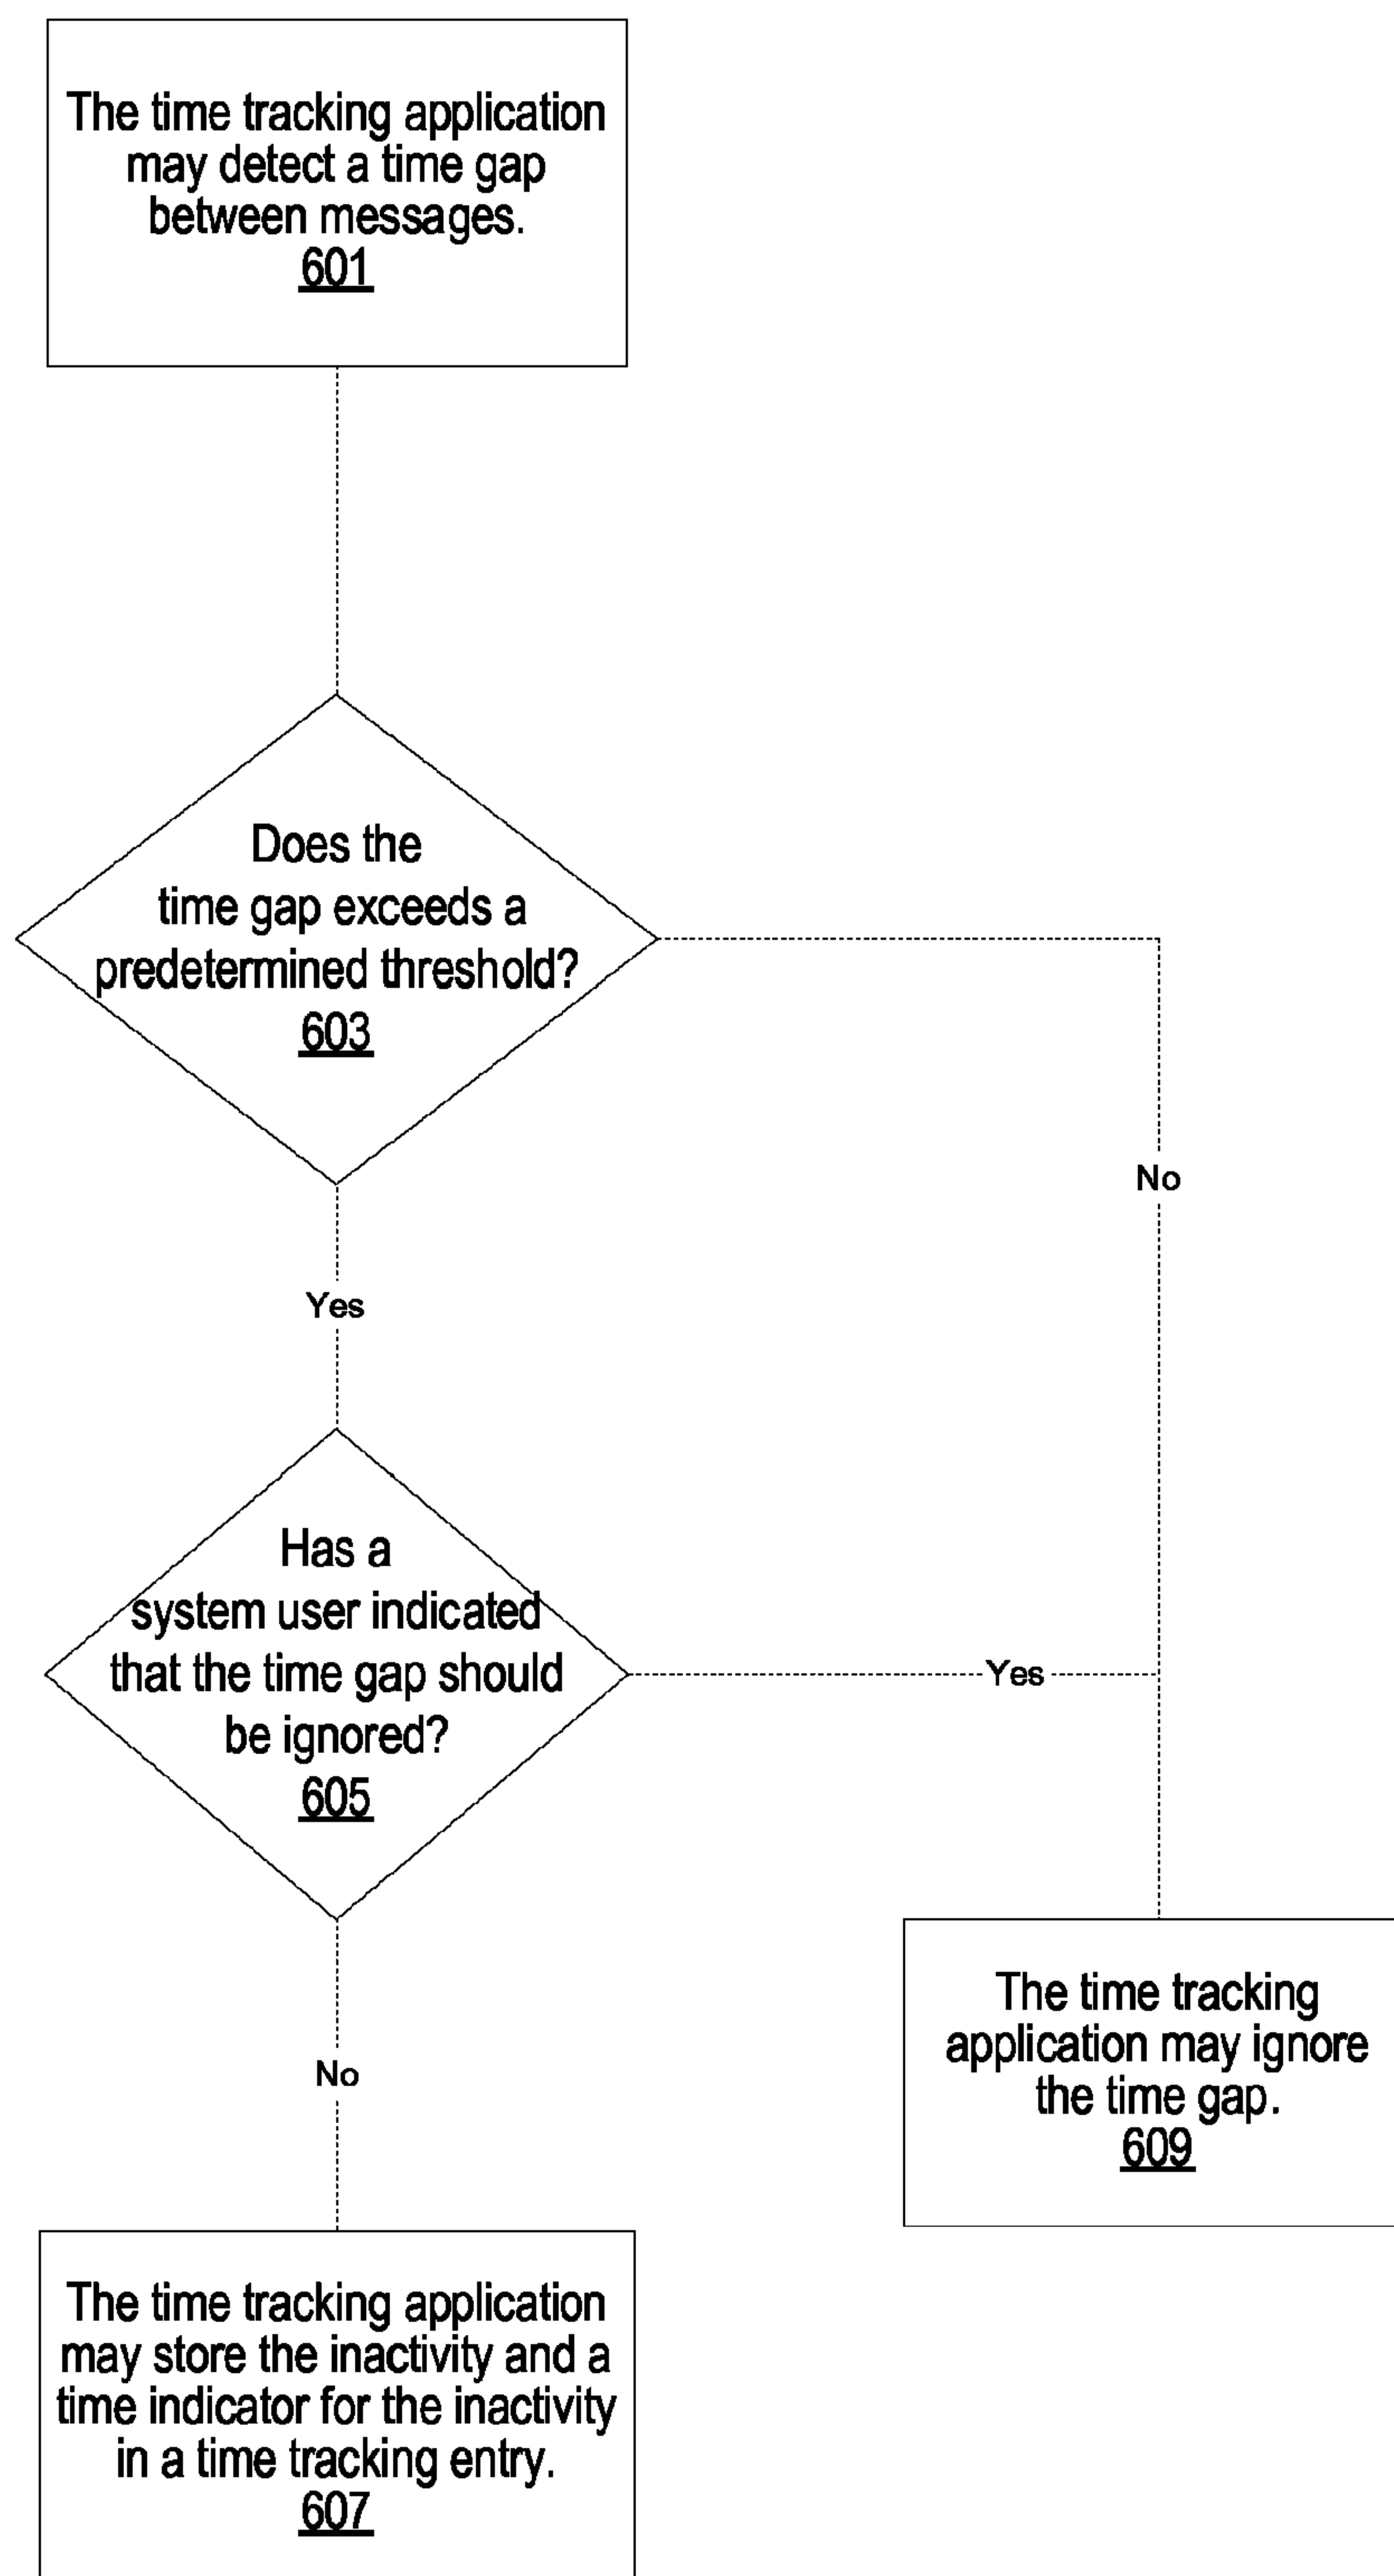 The time tracking application
may detect a time gap
between messages.
601
Does the
time gap exceeds a
predetermined threshold?
603
No
Yes
Has a
system user indicated
that the time gap should
be ignored?
605
Yes
No
The time tracking
application may ignore
the time gap.
609
The time tracking application
may store the inactivity and a
time indicator for the inactivity
in a time tracking entry.
607